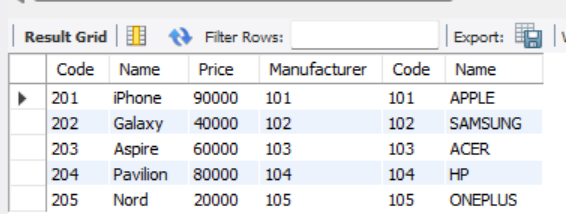 Result Grid Filter Rows: Export:
Code Name Price Manufacturer Code Name
201 iPhone 90000 101 101 APPLE
202 Galaxy 40000 102 102 SAMSUNG
203 Aspire 60000 103 103 ACER
204 Pavilion 80000 104 104 HP
205 Nord 20000 105 105 ONEPLUS